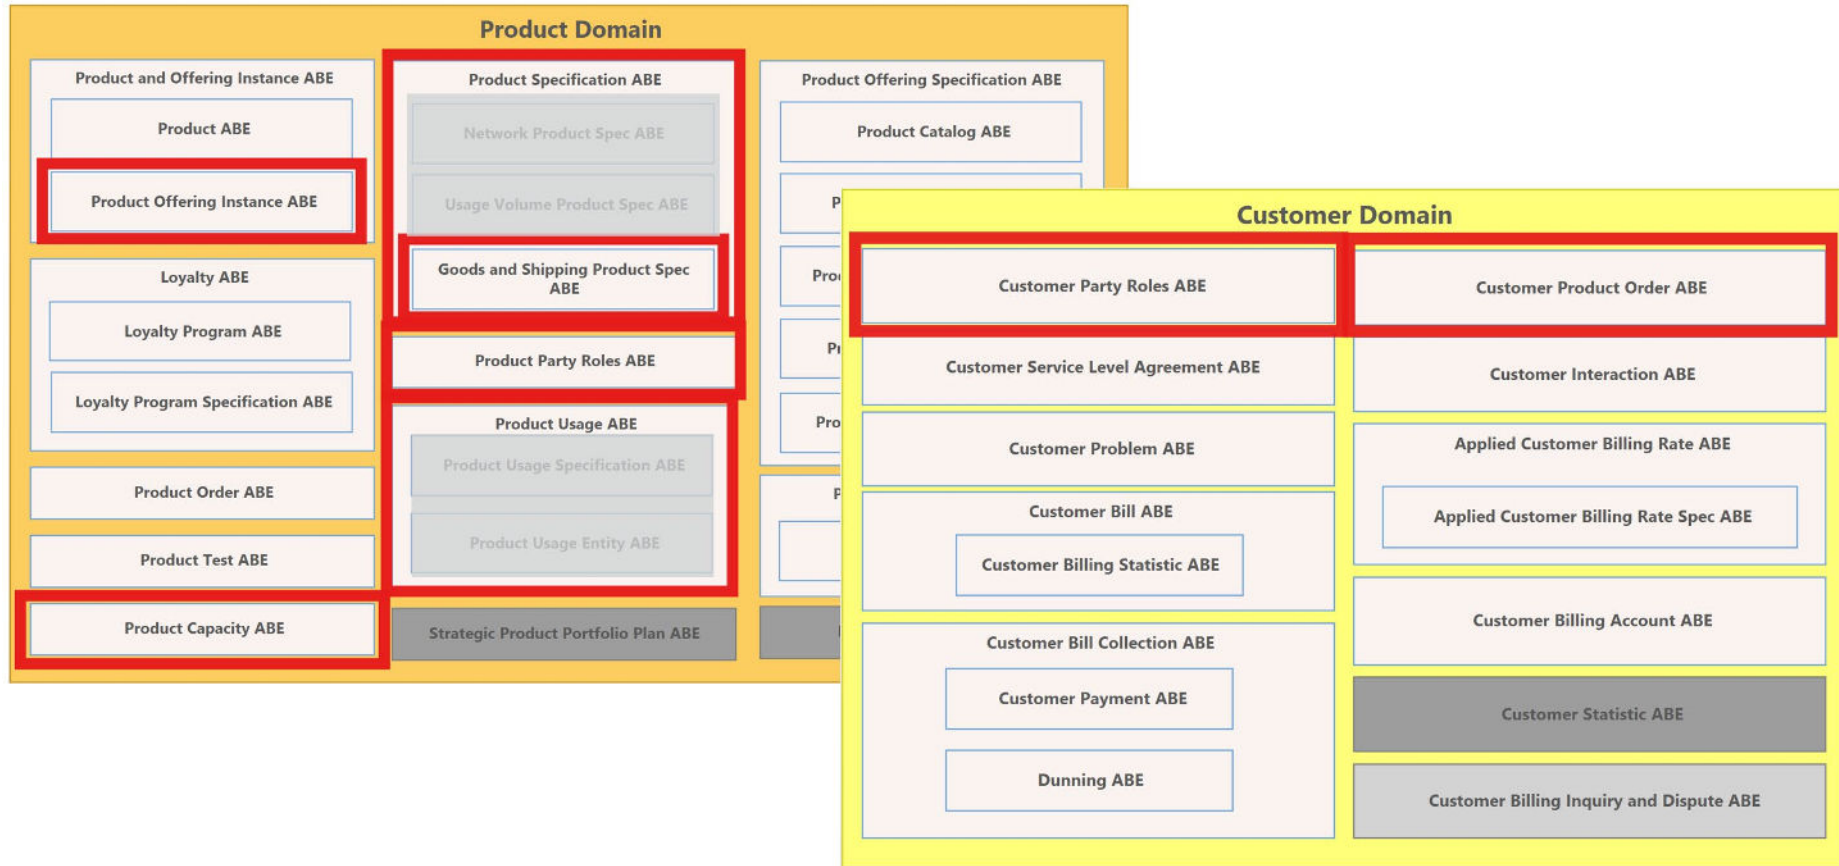 Product Domain
Product and Offering Instance ABE
Product ABE
Product Offering Instance ABE
Loyalty ABE
Loyalty Program ABE
Loyalty Program Specification ABE
Product Order ABE
Product Test ABE
Product Capacity ABE
Product Specification ABE
Network Product Spec ABE
Usage Volume Product Spec ABE
Goods and Shipping Product Spec
ABE
Product Party Roles ABE
Product Usage ABE
Product Usage Specification ABE
Product Usage Entity ABE
Strategic Product Portfolio Plan ABE
Product Offering Specification ABE
Product Catalog ABE
Customer Domain
Customer Party Roles ABE
Customer Service Level Agreement ABE
Customer Problem ABE
Customer Bill ABE
Customer Billing Statistic ABE
Customer Bill Collection ABE
Customer Payment ABE
Dunning ABE
Customer Product Order ABE
Customer Interaction ABE
Applied Customer Billing Rate ABE
Applied Customer Billing Rate Spec ABE
Customer Billing Account ABE
Customer Statistic ABE
Customer Billing Inquiry and Dispute ABE